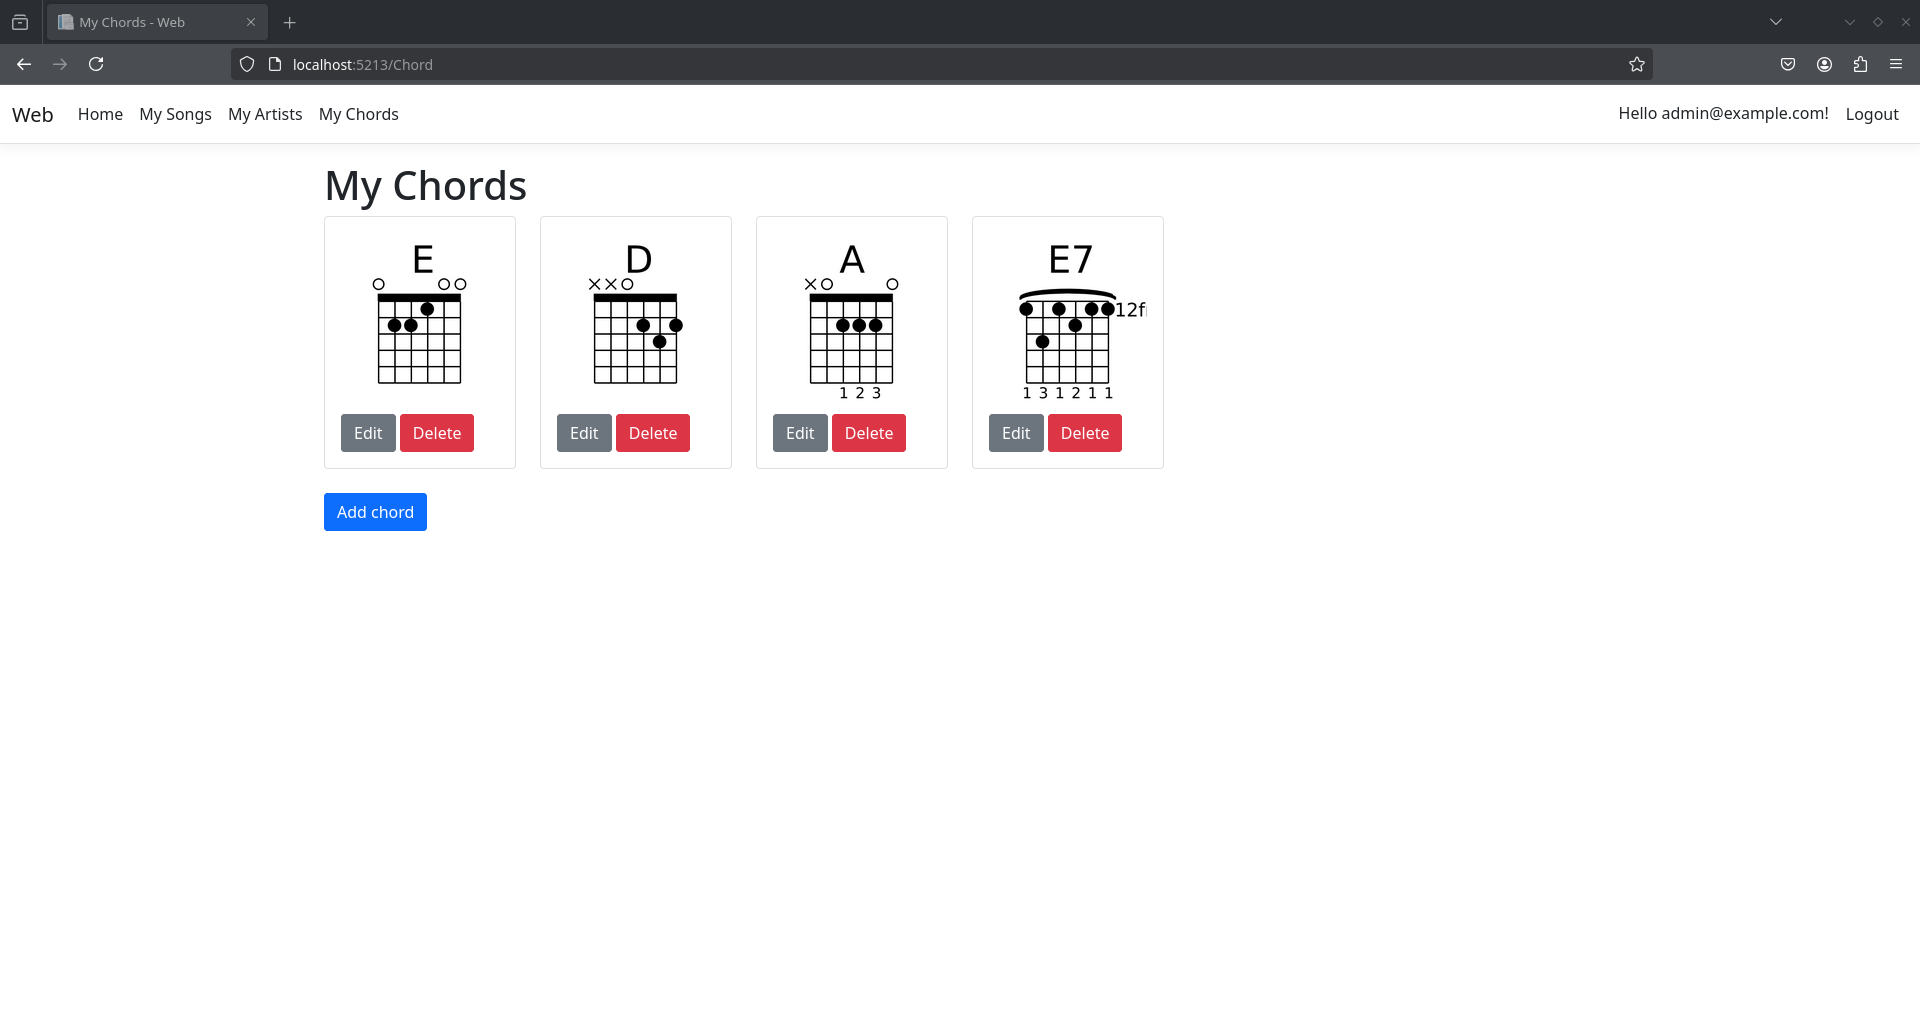 My Chords - Web
localhost:5213/Chord
Web Home My Songs My Artists My Chords Hello admin@example.com! Logout
My Chords
E D A E7
12f
1 2 3 1 3 1 2 1 1
Edit Delete Edit Delete Edit Delete Edit Delete
Add chord